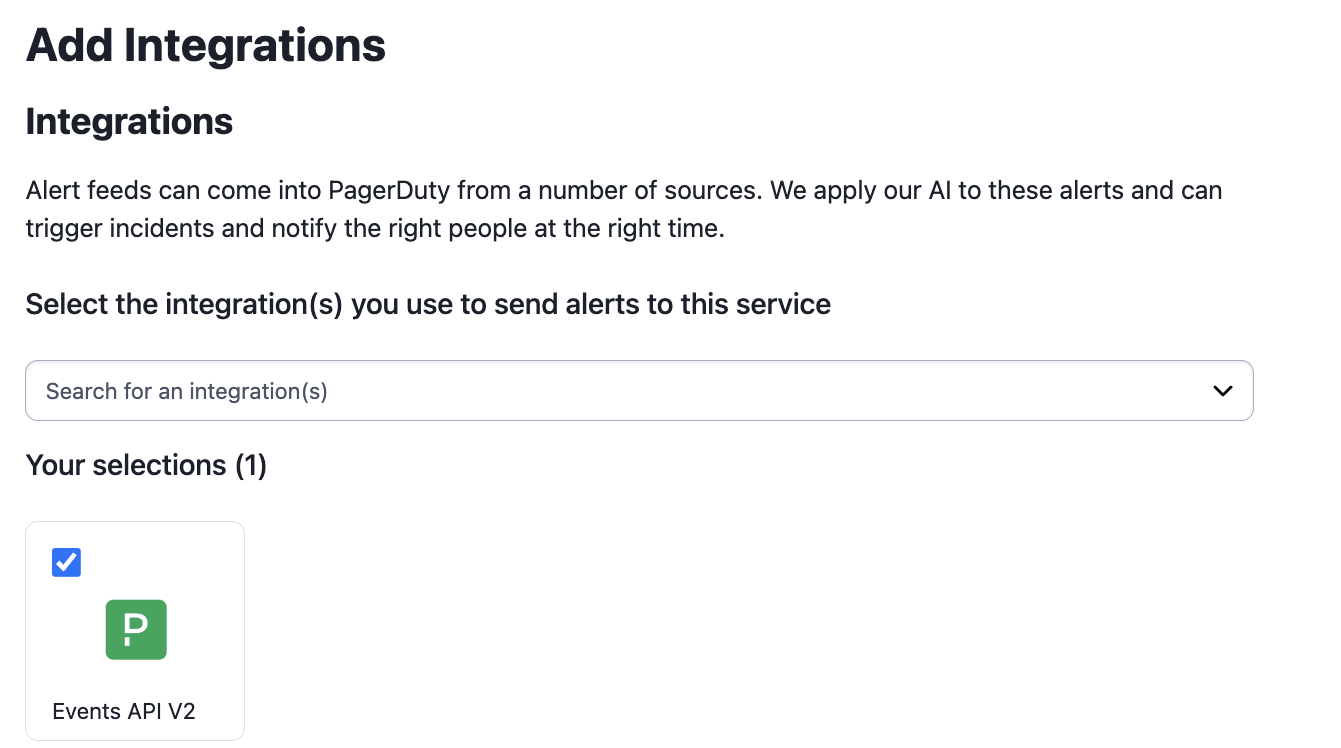 Add Integrations
Integrations
Alert feeds can come into PagerDuty from a number of sources. We apply our AI to these alerts and can
trigger incidents and notify the right people at the right time.
Select the integration(s) you use to send alerts to this service
Search for an integration(s)
Your selections (1)
P
Events API V2